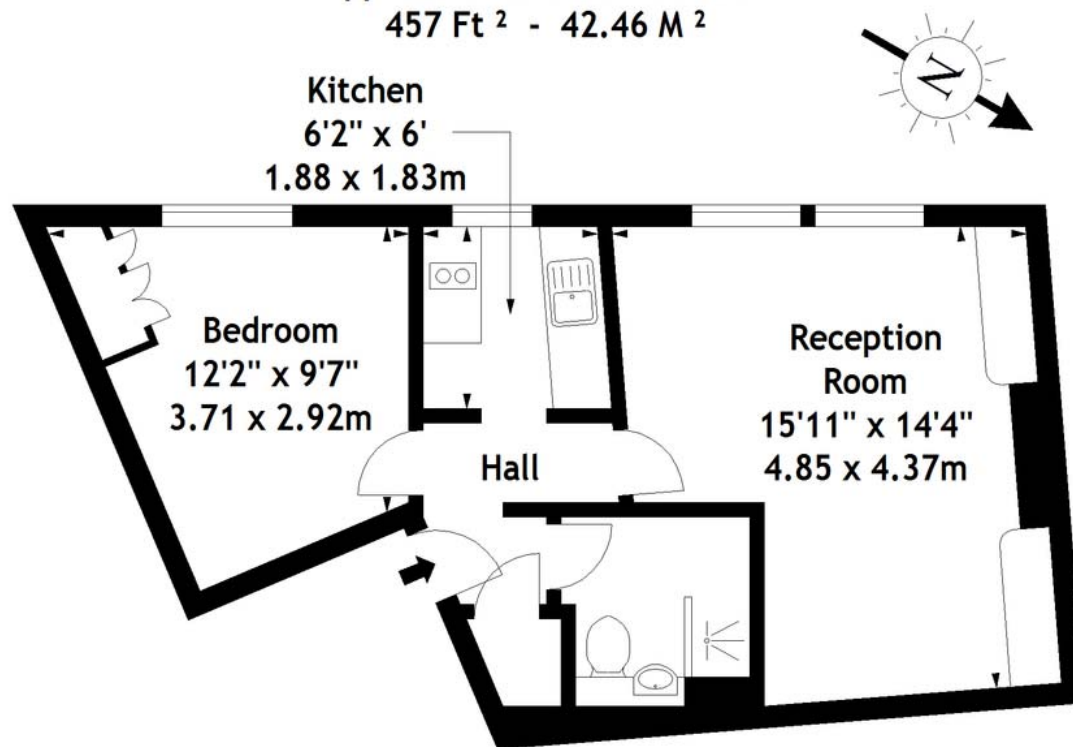 457 Ft ² - 42.46 M ²
N
Kitchen
6'2" x 6'
1.88 x 1.83m
Bedroom
12'2" x 9'7"
3.71 x 2.92m
Hall
Reception
Room
15'11" x 14'4"
4.85 x 4.37m